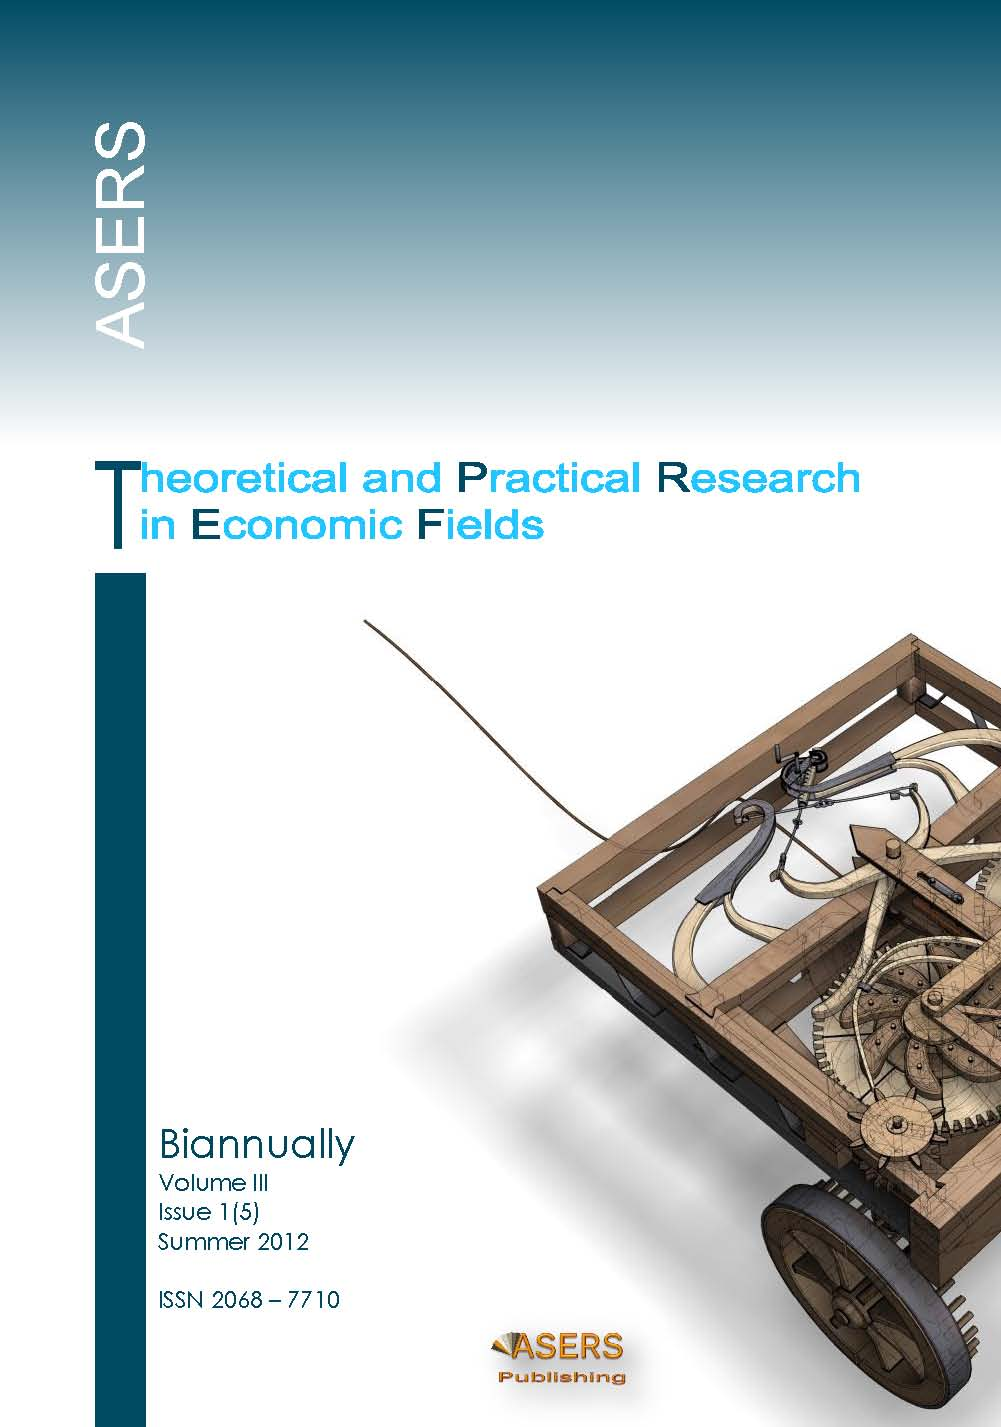 ASERS
Theoretical and Practical Research
in Economic Fields
Biannually
Volume III
Issue 1(5)
Summer 2012
ISSN 2068 – 7710
ASERS
Publishing